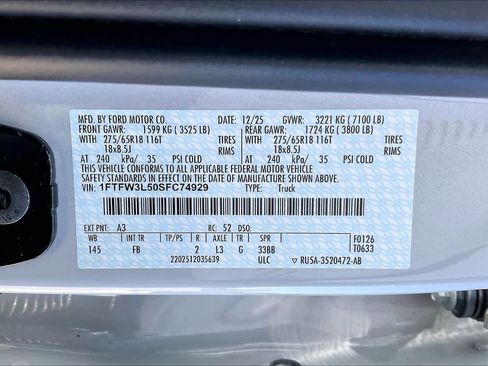 MFD. BY FORD MOTOR CO. 12/25 GVWR: 3221 KG ( 7100 LB)
FRONT GAWR: 1599 KG ( 3525 LB) REAR GAWR: 1724 KG ( 3800 LB)
WITH 275/65R18 116T TIRES WITH 275/65R18 116T TIRES
18x8.5J RIMS 18x8.5J RIMS
AT 240 kPa/ 35 PSI COLD AT 240 kPa/ 35 PSI COLD
THIS VEHICLE CONFORMS TO ALL APPLICABLE FEDERAL MOTOR VEHICLE
SAFETY AND THEFT PREVENTION STANDARDS IN EFFECT ON THE DATE OF
MANUFACTURE SHOWN ABOVE.
VIN: 1FTFW3L50SFC74929 TYPE: Truck
EXT PNT: A3 RC: 52 DSO:
WB INT TR TP/PS R AXLE TR SPR F0126
145 FB 2 L3 G 33BB T0633
2202512035639 ULC RU5A-3520472-AB